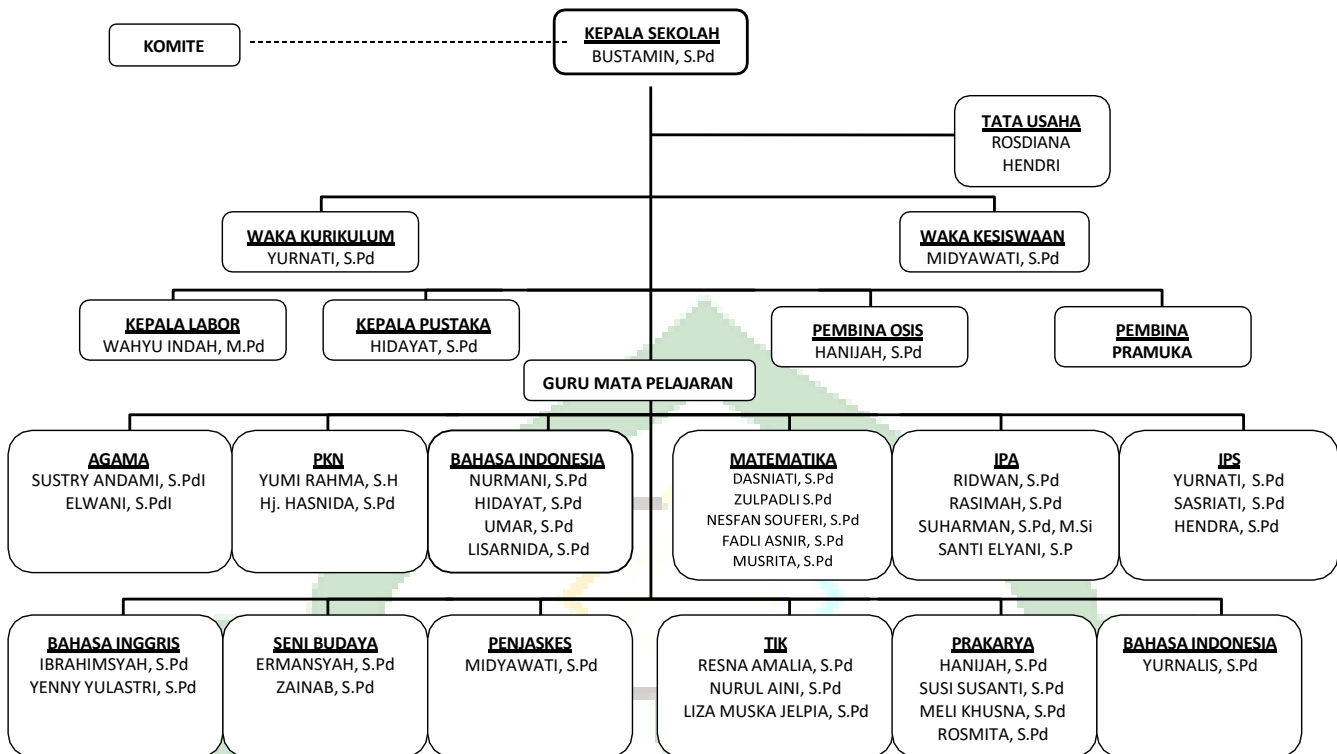 KOMITE
KEPALA SEKOLAH
BUSTAMIN, S.Pd
TATA USAHA
ROSDIANA
HENDRI
WAKA KURIKULUM
YURNATI, S.Pd
WAKA KESISWAAN
MIDYAWATI, S.Pd
KEPALA LABOR
WAHYU INDAH, M.Pd
KEPALA PUSTAKA
HIDAYAT, S.Pd
PEMBINA OSIS
HANIJAH, S.Pd
PEMBINA
PRAMUKA
GURU MATA PELAJARAN
AGAMA
SUSTRY ANDAMI, S.PdI
ELWANI, S.PdI
PKN
YUMI RAHMA, S.H
Hj. HASNIDA, S.Pd
BAHASA INDONESIA
NURMANI, S.Pd
HIDAYAT, S.Pd
UMAR, S.Pd
LISARNIDA, S.Pd
MATEMATIKA
DASNIATI, S.Pd
ZULPADLI S.Pd
NESFAN SOUFERI, S.Pd
FADLI ASNIR, S.Pd
MUSRITA, S.Pd
IPA
RIDWAN, S.Pd
RASIMAH, S.Pd
SUHARMAN, S.Pd, M.Si
SANTI ELYANI, S.P
IPS
YURNATI, S.Pd
SASRIATI, S.Pd
HENDRA, S.Pd
BAHASA INGGRIS
IBRAHIMSYAH, S.Pd
YENNY YULASTRI, S.Pd
SENI BUDAYA
ERMANSYAH, S.Pd
ZAINAB, S.Pd
PENJASKES
MIDYAWATI, S.Pd
TIK
RESNA AMALIA, S.Pd
NURUL AINI, S.Pd
LIZA MUSKA JELPIA, S.Pd
PRAKARYA
HANIJAH, S.Pd
SUSI SUSANTI, S.Pd
MELI KHUSNA, S.Pd
ROSMITA, S.Pd
BAHASA INDONESIA
YURNALIS, S.Pd